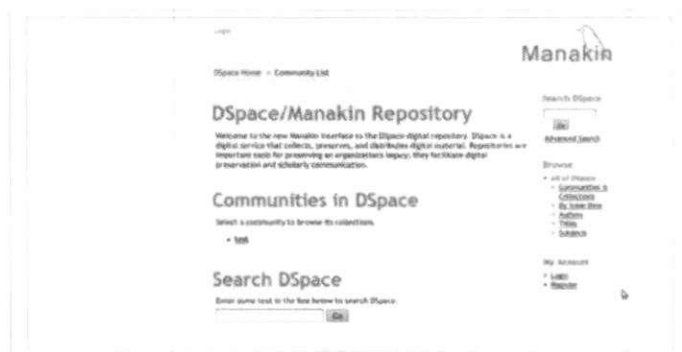 Login
Manakin
DSpace Home > Community List
DSpace/Manakin Repository
Welcome to the new Manakin interface to the DSpace digital repository. DSpace is a
digital service that collects, preserves, and distributes digital material. Repositories are
important tools for preserving an organizations legacy; they facilitate digital
preservation and scholarly communication.
Communities in DSpace
Select a community to browse its collections.
• test
Search DSpace
Enter some text in the box below to search DSpace.
Go
Search DSpace
Go
Advanced Search
Browse
• All of DSpace
◦ Communities &
Collections
◦ By Issue Date
◦ Authors
◦ Titles
◦ Subjects
My Account
• Login
• Register